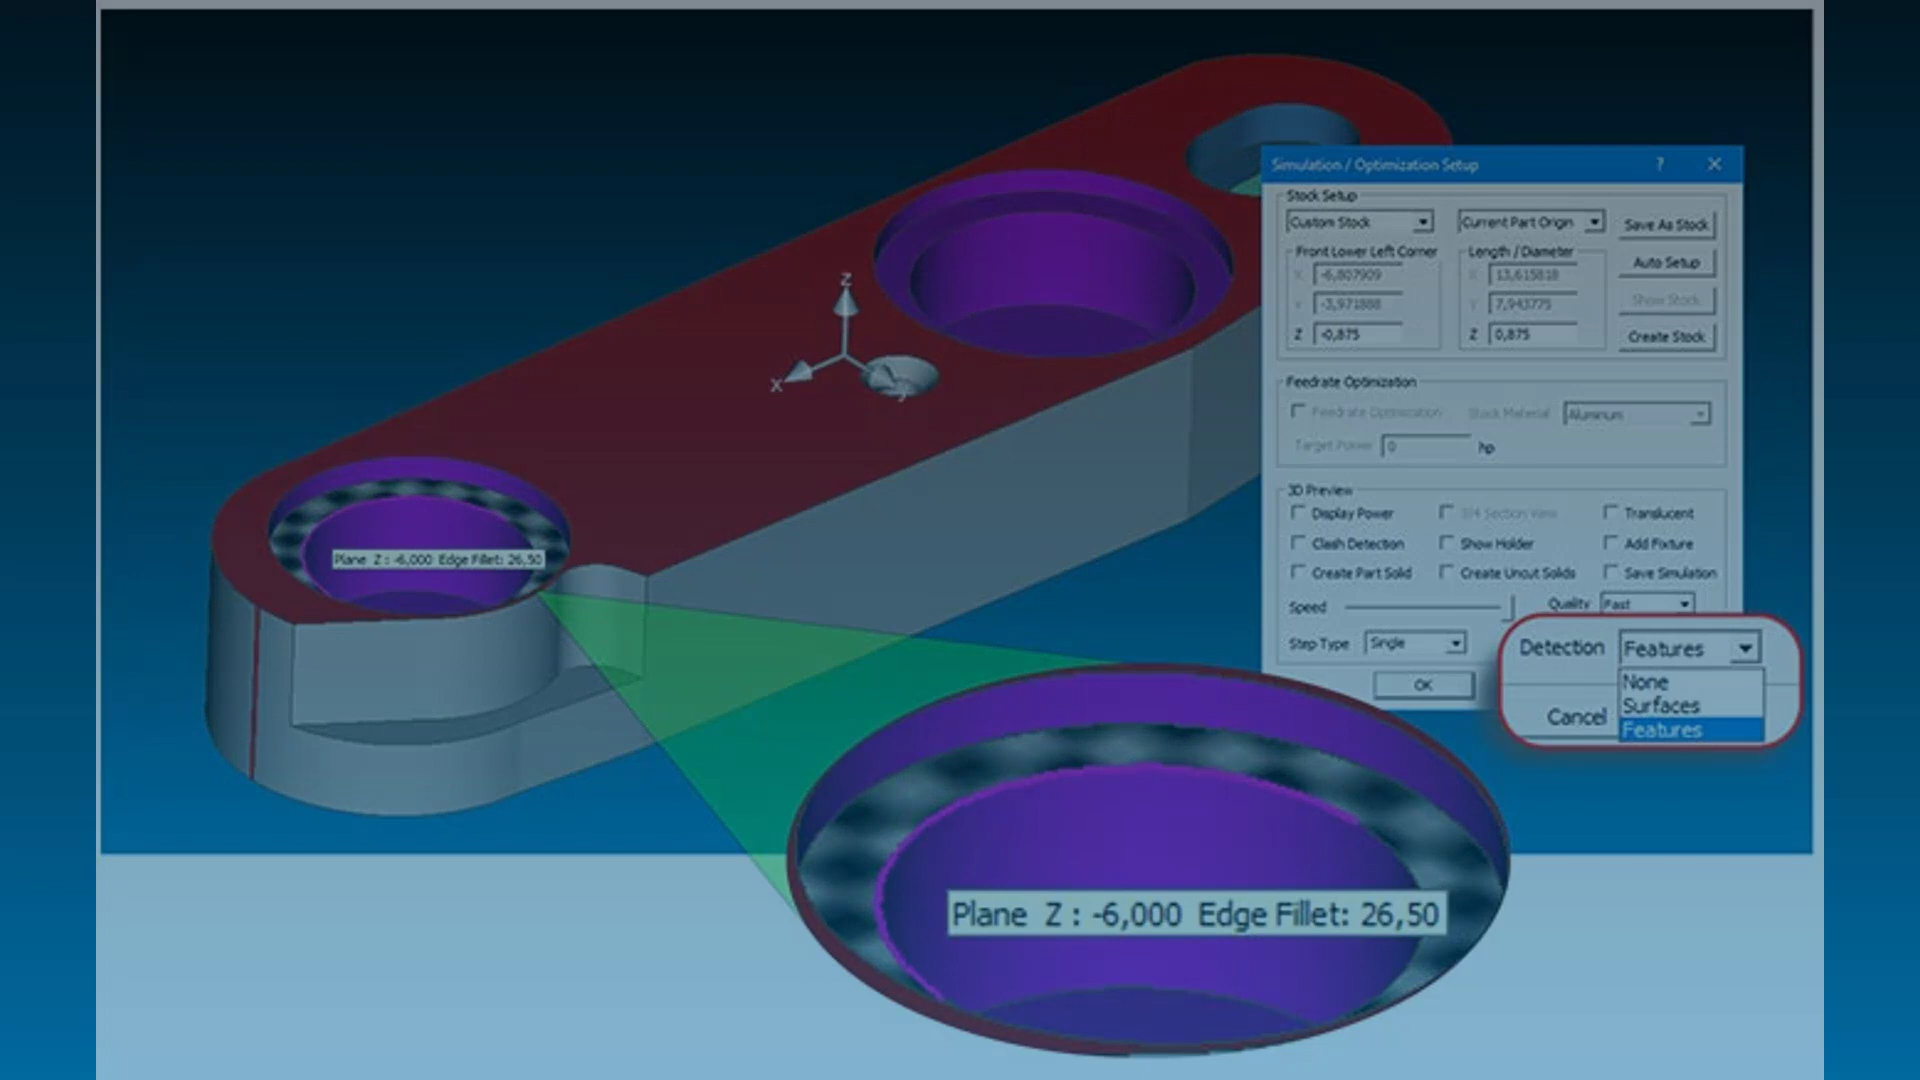 Simulation / Optimization Setup ? ×
Stock Setup
Custom Stock Current Part Origin Save As Stock
Front Lower Left Corner Length / Diameter
X -6,807909 X 13,615818 Auto Setup
Y -3,971888 Y 7,943775 Show Stock
Z -0,875 Z 0,875 Create Stock
Feedrate Optimization
Feedrate Optimization Stock Material Aluminum
Target Power 0 hp
3D Preview
Display Power 3/4 Section View Translucent
Clash Detection Show Holder Add Fixture
Create Part Solid Create Uncut Solids Save Simulation
Speed Quality Fast
Step Type Single Detection Features
None
Surfaces
Features
OK Cancel
Z
X
Y
Plane Z : -6,000 Edge Fillet: 26,50
Plane Z : -6,000 Edge Fillet: 26,50